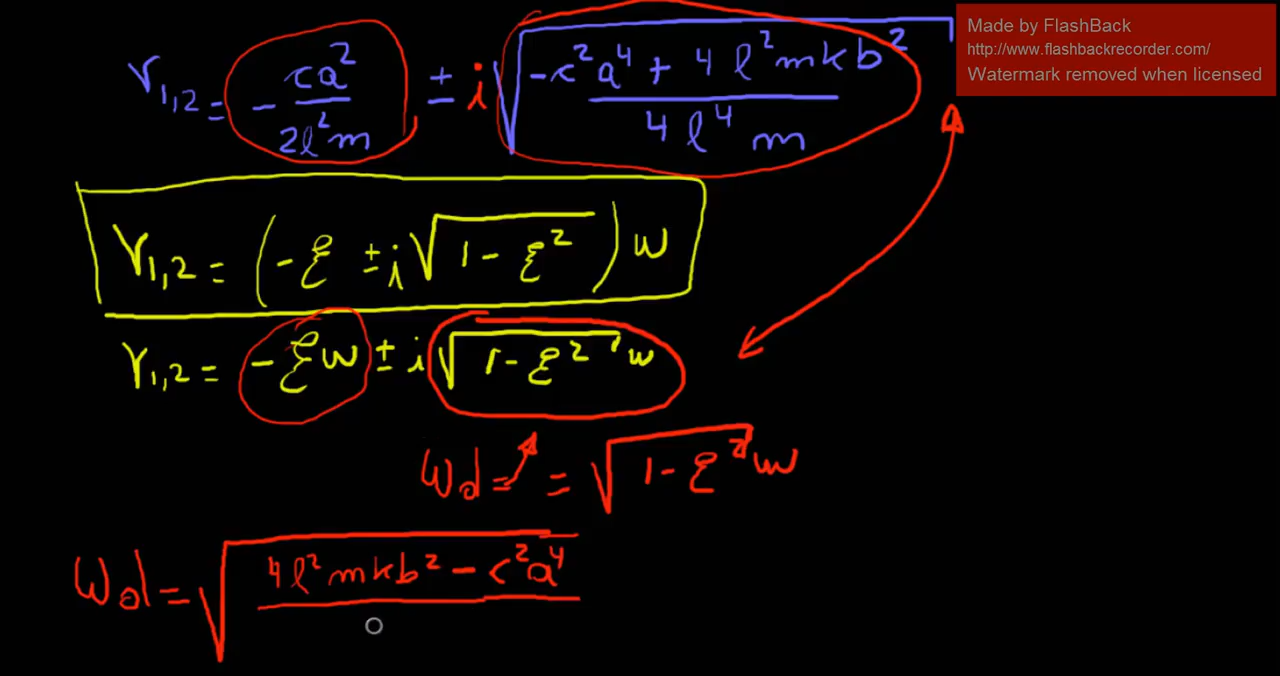 Made by FlashBack
http://www.flashbackrecorder.com/
Watermark removed when licensed
r1,2 = - ca²/2l²m ± i √(-c²a⁴ + 4l²mkb²/4l⁴m)
r1,2 = (-ξ ± i√(1 - ξ²)) w
r1,2 = -ξw ± i√(1 - ξ²) w
wd = = √(1 - ξ²) w
wd = √(4l²mkb² - c²a⁴